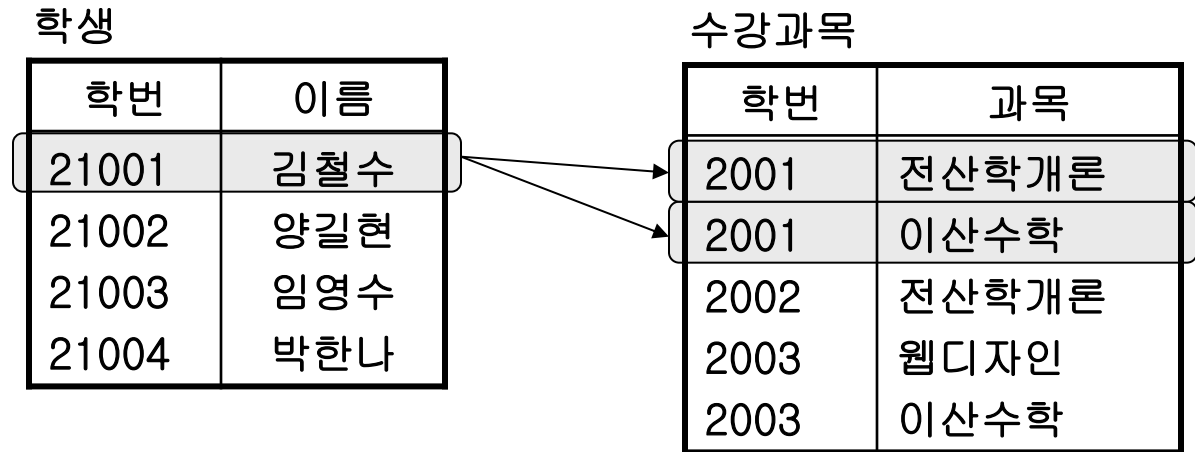 학생
학번 이름
21001 김철수
21002 양길현
21003 임영수
21004 박한나
수강과목
학번 과목
2001 전산학개론
2001 이산수학
2002 전산학개론
2003 웹디자인
2003 이산수학